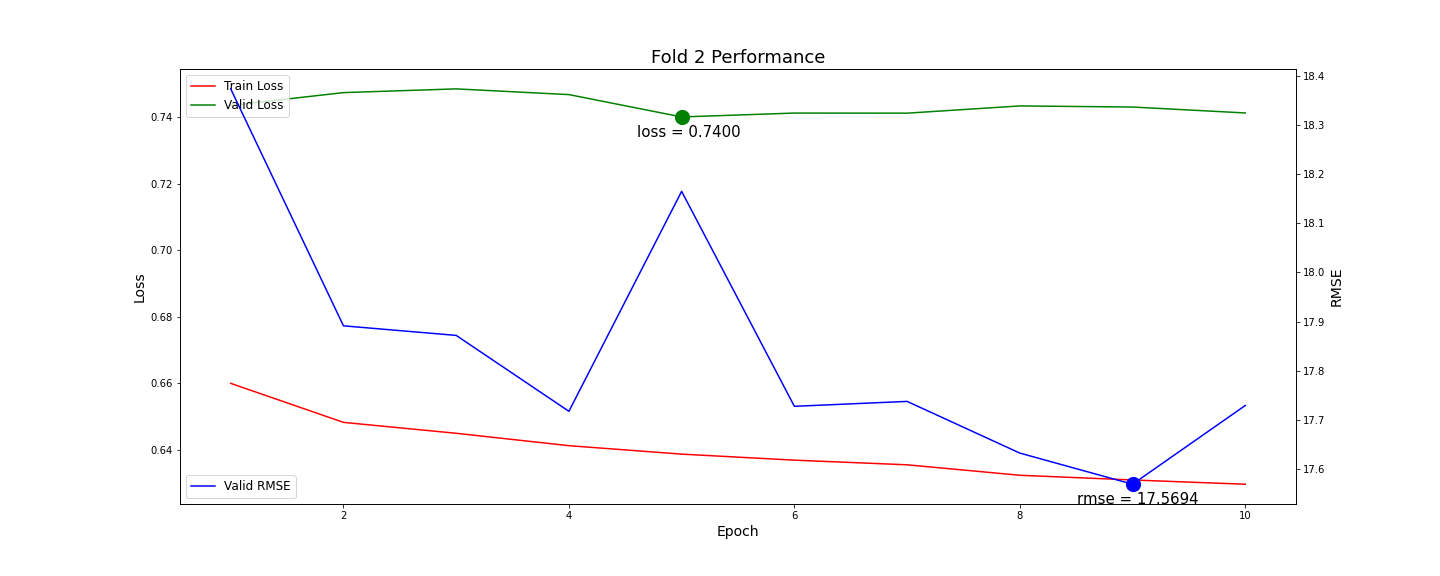 Fold 2 Performance
Train Loss
Valid Loss
loss = 0.7400
Valid RMSE
rmse = 17.5694
0.74
0.72
0.70
0.68
0.66
0.64
Loss
18.4
18.3
18.2
18.1
18.0
17.9
17.8
17.7
17.6
RMSE
2 4 6 8 10
Epoch